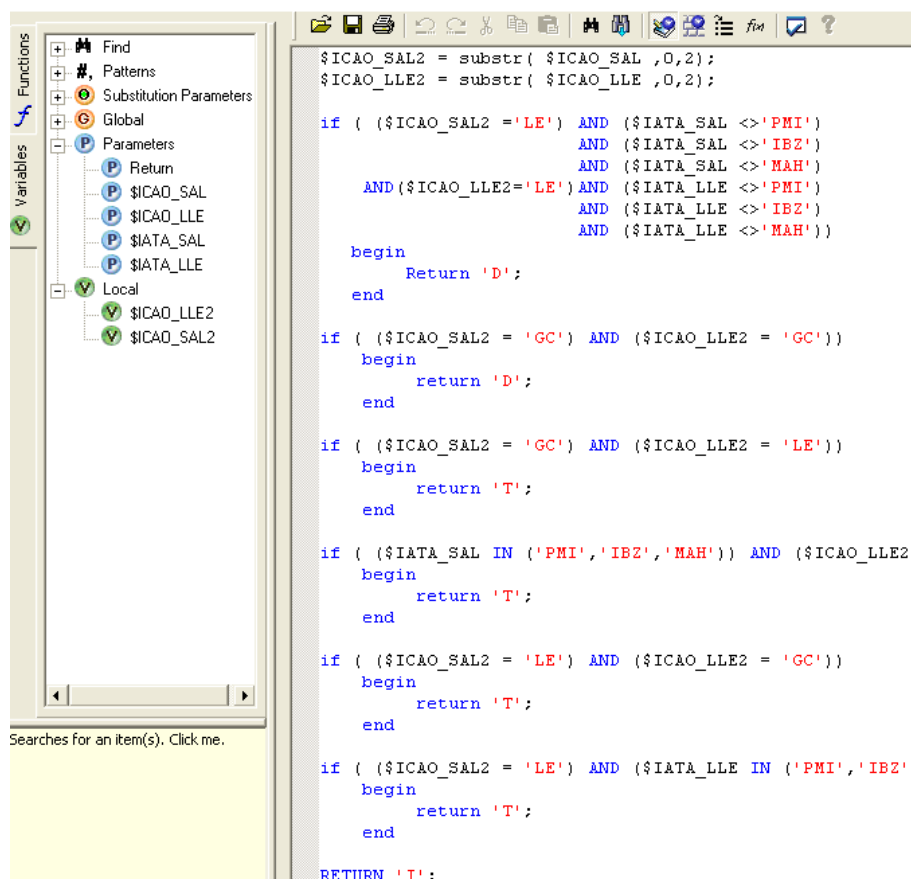 Functions
Variables
Find
Patterns
Substitution Parameters
Global
Parameters
Return
$ICAO_SAL
$ICAO_LLE
$IATA_SAL
$IATA_LLE
Local
$ICAO_LLE2
$ICAO_SAL2
Searches for an item(s). Click me.
$ICAO_SAL2 = substr( $ICAO_SAL ,0,2);
$ICAO_LLE2 = substr( $ICAO_LLE ,0,2);
if ( ($ICAO_SAL2 ='LE') AND ($IATA_SAL <>'PMI')
AND ($IATA_SAL <>'IBZ')
AND ($IATA_SAL <>'MAH')
AND($ICAO_LLE2='LE')AND ($IATA_LLE <>'PMI')
AND ($IATA_LLE <>'IBZ')
AND ($IATA_LLE <>'MAH'))
begin
Return 'D';
end
if ( ($ICAO_SAL2 = 'GC') AND ($ICAO_LLE2 = 'GC'))
begin
return 'D';
end
if ( ($ICAO_SAL2 = 'GC') AND ($ICAO_LLE2 = 'LE'))
begin
return 'T';
end
if ( ($IATA_SAL IN ('PMI','IBZ','MAH')) AND ($ICAO_LLE2
begin
return 'T';
end
if ( ($ICAO_SAL2 = 'LE') AND ($ICAO_LLE2 = 'GC'))
begin
return 'T';
end
if ( ($ICAO_SAL2 = 'LE') AND ($IATA_LLE IN ('PMI','IBZ'
begin
return 'T';
end
RETURN 'I';